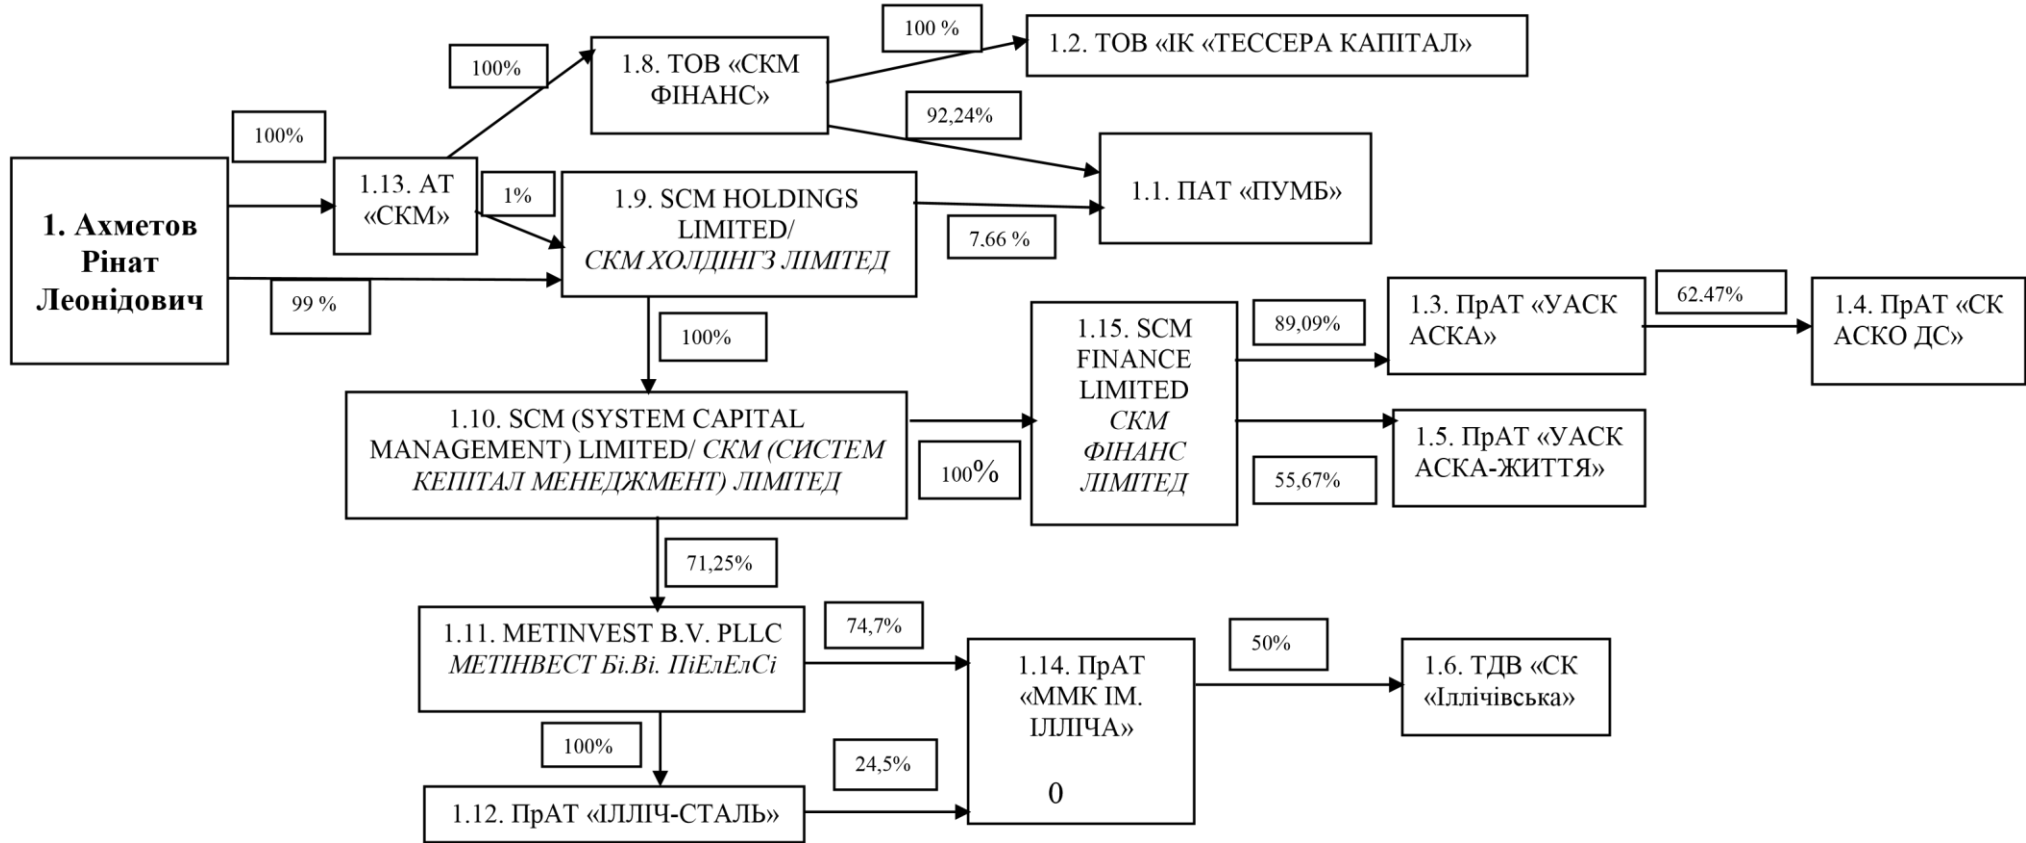 100 %
1.2. ТОВ «ІК «ТЕССЕРА КАПІТАЛ»
100%
1.8. ТОВ «СКМ
ФІНАНС»
92,24%
100%
1. Ахметов
Рінат
Леонідович
1.13. АТ
«СКМ»
1%
1.9. SCM HOLDINGS
LIMITED/
СКМ ХОЛДІНГЗ ЛІМІТЕД
7,66 %
1.1. ПАТ «ПУМБ»
99 %
100%
1.15. SCM
FINANCE
LIMITED
СКМ
ФІНАНС
ЛІМІТЕД
89,09%
1.3. ПрАТ «УАСК
АСКА»
62,47%
1.4. ПрАТ «СК
АСКО ДС»
1.10. SCM (SYSTEM CAPITAL
MANAGEMENT) LIMITED/ СКМ (СИСТЕМ
КЕПІТАЛ МЕНЕДЖМЕНТ) ЛІМІТЕД
100%
55,67%
1.5. ПрАТ «УАСК
АСКА-ЖИТТЯ»
71,25%
1.11. METINVEST B.V. PLLC
МЕТІНВЕСТ Бі.Ві. ПіЕлЕлСі
74,7%
1.14. ПрАТ
«ММК ІМ.
ІЛЛІЧА»
0
50%
1.6. ТДВ «СК
«Іллічівська»
100%
24,5%
1.12. ПрАТ «ІЛЛІЧ-СТАЛЬ»